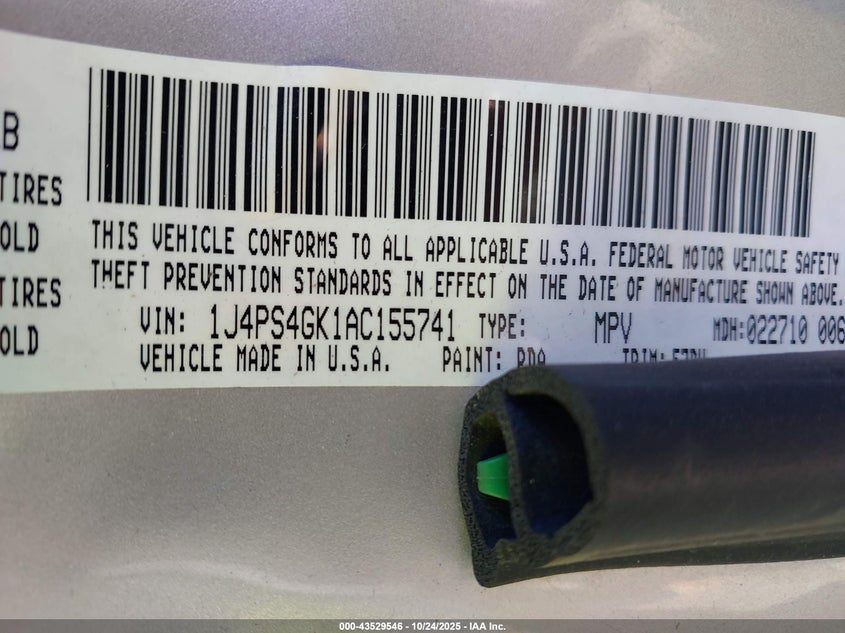 B
TIRES
OLD
TIRES
OLD
THIS VEHICLE CONFORMS TO ALL APPLICABLE U.S.A. FEDERAL MOTOR VEHICLE SAFETY
THEFT PREVENTION STANDARDS IN EFFECT ON THE DATE OF MANUFACTURE SHOWN ABOVE.
VIN: 1J4PS4GK1AC155741 TYPE: MPV MDH:022710 006
VEHICLE MADE IN U.S.A. PAINT: PDA TRIM:
000-43529546 - 10/24/2025 - IAA Inc.